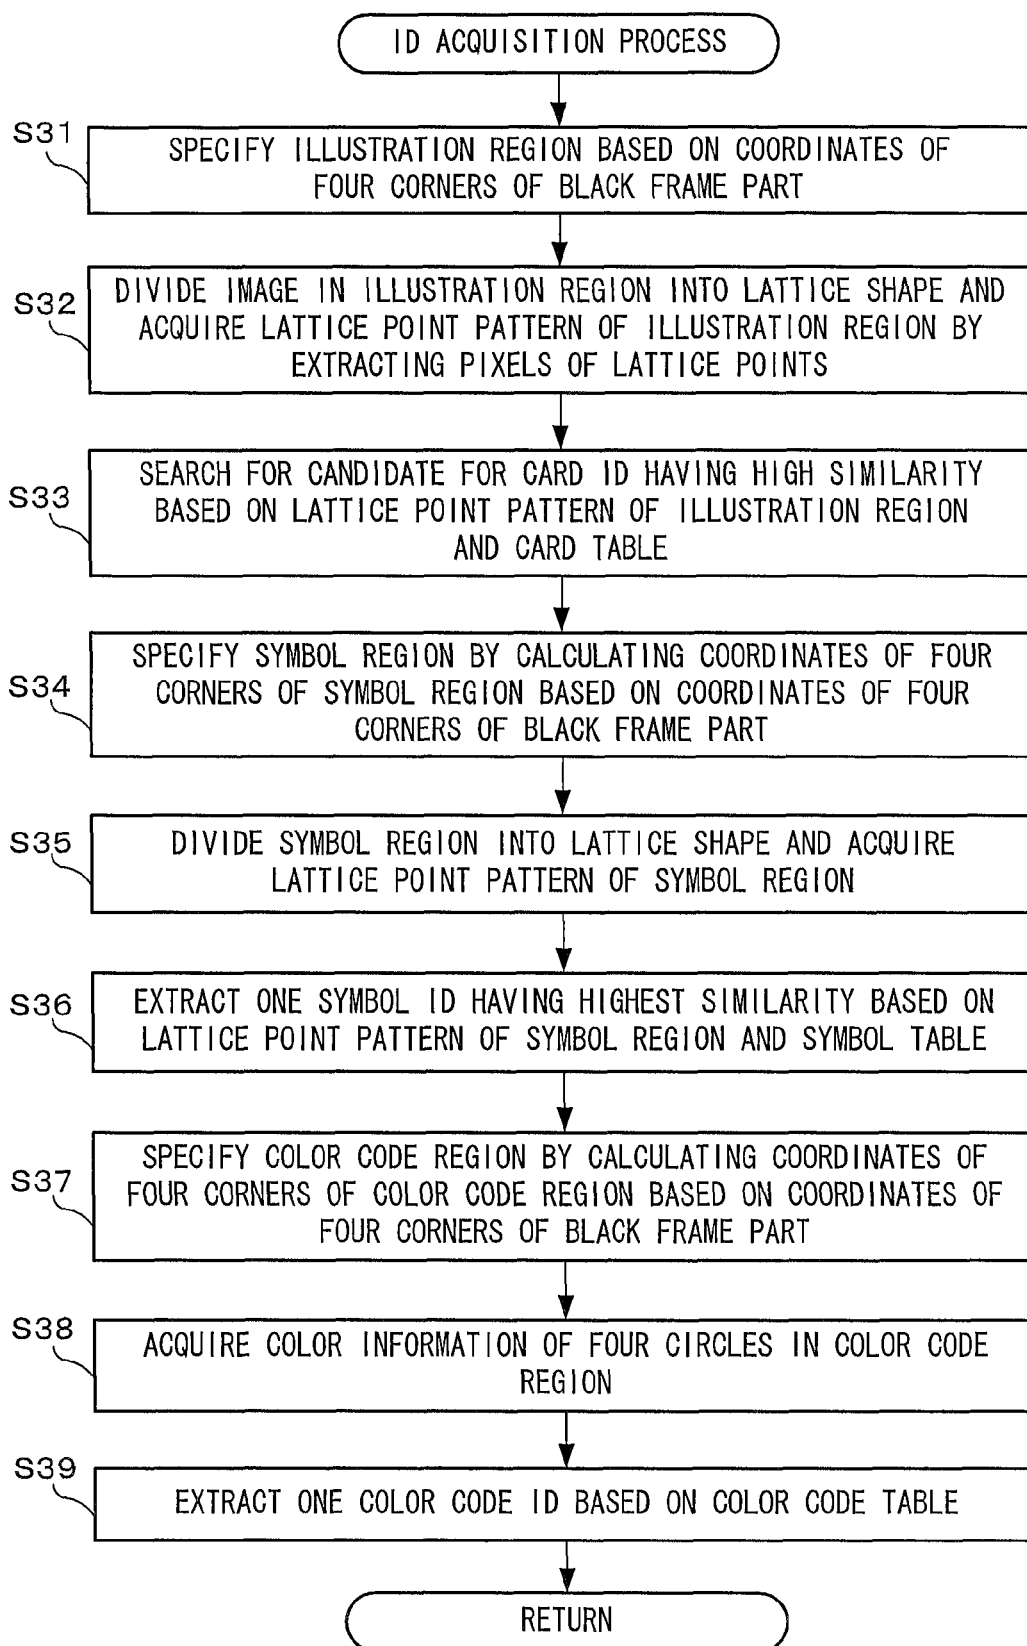 ID ACQUISITION PROCESS
S31
SPECIFY ILLUSTRATION REGION BASED ON COORDINATES OF
FOUR CORNERS OF BLACK FRAME PART
S32
DIVIDE IMAGE IN ILLUSTRATION REGION INTO LATTICE SHAPE AND
ACQUIRE LATTICE POINT PATTERN OF ILLUSTRATION REGION BY
EXTRACTING PIXELS OF LATTICE POINTS
S33
SEARCH FOR CANDIDATE FOR CARD ID HAVING HIGH SIMILARITY
BASED ON LATTICE POINT PATTERN OF ILLUSTRATION REGION
AND CARD TABLE
S34
SPECIFY SYMBOL REGION BY CALCULATING COORDINATES OF FOUR
CORNERS OF SYMBOL REGION BASED ON COORDINATES OF FOUR
CORNERS OF BLACK FRAME PART
S35
DIVIDE SYMBOL REGION INTO LATTICE SHAPE AND ACQUIRE
LATTICE POINT PATTERN OF SYMBOL REGION
S36
EXTRACT ONE SYMBOL ID HAVING HIGHEST SIMILARITY BASED ON
LATTICE POINT PATTERN OF SYMBOL REGION AND SYMBOL TABLE
S37
SPECIFY COLOR CODE REGION BY CALCULATING COORDINATES OF
FOUR CORNERS OF COLOR CODE REGION BASED ON COORDINATES OF
FOUR CORNERS OF BLACK FRAME PART
S38
ACQUIRE COLOR INFORMATION OF FOUR CIRCLES IN COLOR CODE
REGION
S39
EXTRACT ONE COLOR CODE ID BASED ON COLOR CODE TABLE
RETURN